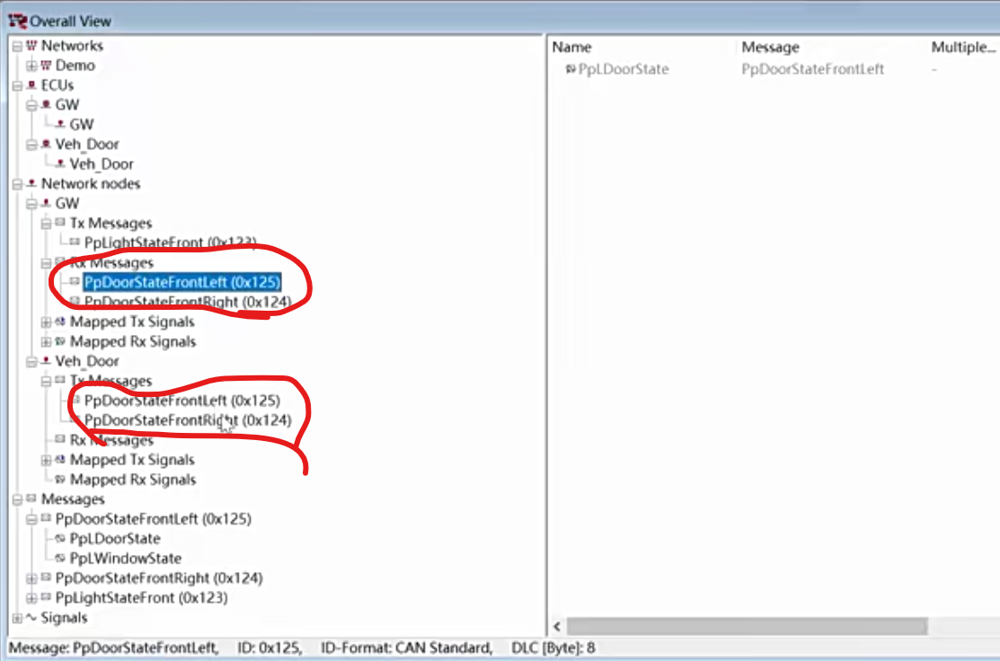 Overall View
Networks
Demo
ECUs
GW
GW
Veh_Door
Veh_Door
Network nodes
GW
Tx Messages
PpLightStateFront (0x123)
Rx Messages
PpDoorStateFrontLeft (0x125)
PpDoorStateFrontRight (0x124)
Mapped Tx Signals
Mapped Rx Signals
Veh_Door
Tx Messages
PpDoorStateFrontLeft (0x125)
PpDoorStateFrontRight (0x124)
Rx Messages
Mapped Tx Signals
Mapped Rx Signals
Messages
PpDoorStateFrontLeft (0x125)
PpLDoorState
PpLWindowState
PpDoorStateFrontRight (0x124)
PpLightStateFront (0x123)
Signals
Name Message Multiple...
PpLDoorState PpDoorStateFrontLeft -
Message: PpDoorStateFrontLeft, ID: 0x125, ID-Format: CAN Standard, DLC [Byte]: 8